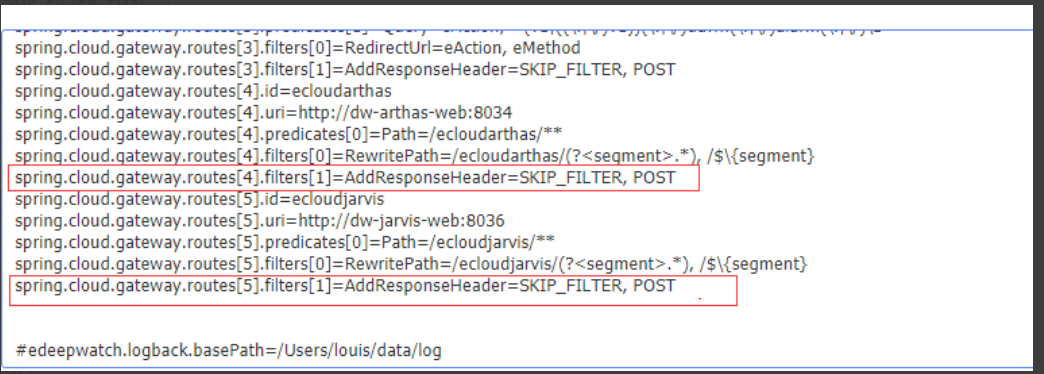 spring.cloud.gateway.routes[3].filters[0]=RedirectUrl=eAction, eMethod
spring.cloud.gateway.routes[3].filters[1]=AddResponseHeader=SKIP_FILTER, POST
spring.cloud.gateway.routes[4].id=ecloudarthas
spring.cloud.gateway.routes[4].uri=http://dw-arthas-web:8034
spring.cloud.gateway.routes[4].predicates[0]=Path=/ecloudarthas/**
spring.cloud.gateway.routes[4].filters[0]=RewritePath=/ecloudarthas/(?<segment>.*), /$\{segment}
spring.cloud.gateway.routes[4].filters[1]=AddResponseHeader=SKIP_FILTER, POST
spring.cloud.gateway.routes[5].id=ecloudjarvis
spring.cloud.gateway.routes[5].uri=http://dw-jarvis-web:8036
spring.cloud.gateway.routes[5].predicates[0]=Path=/ecloudjarvis/**
spring.cloud.gateway.routes[5].filters[0]=RewritePath=/ecloudjarvis/(?<segment>.*), /$\{segment}
spring.cloud.gateway.routes[5].filters[1]=AddResponseHeader=SKIP_FILTER, POST
#edeepwatch.logback.basePath=/Users/louis/data/log